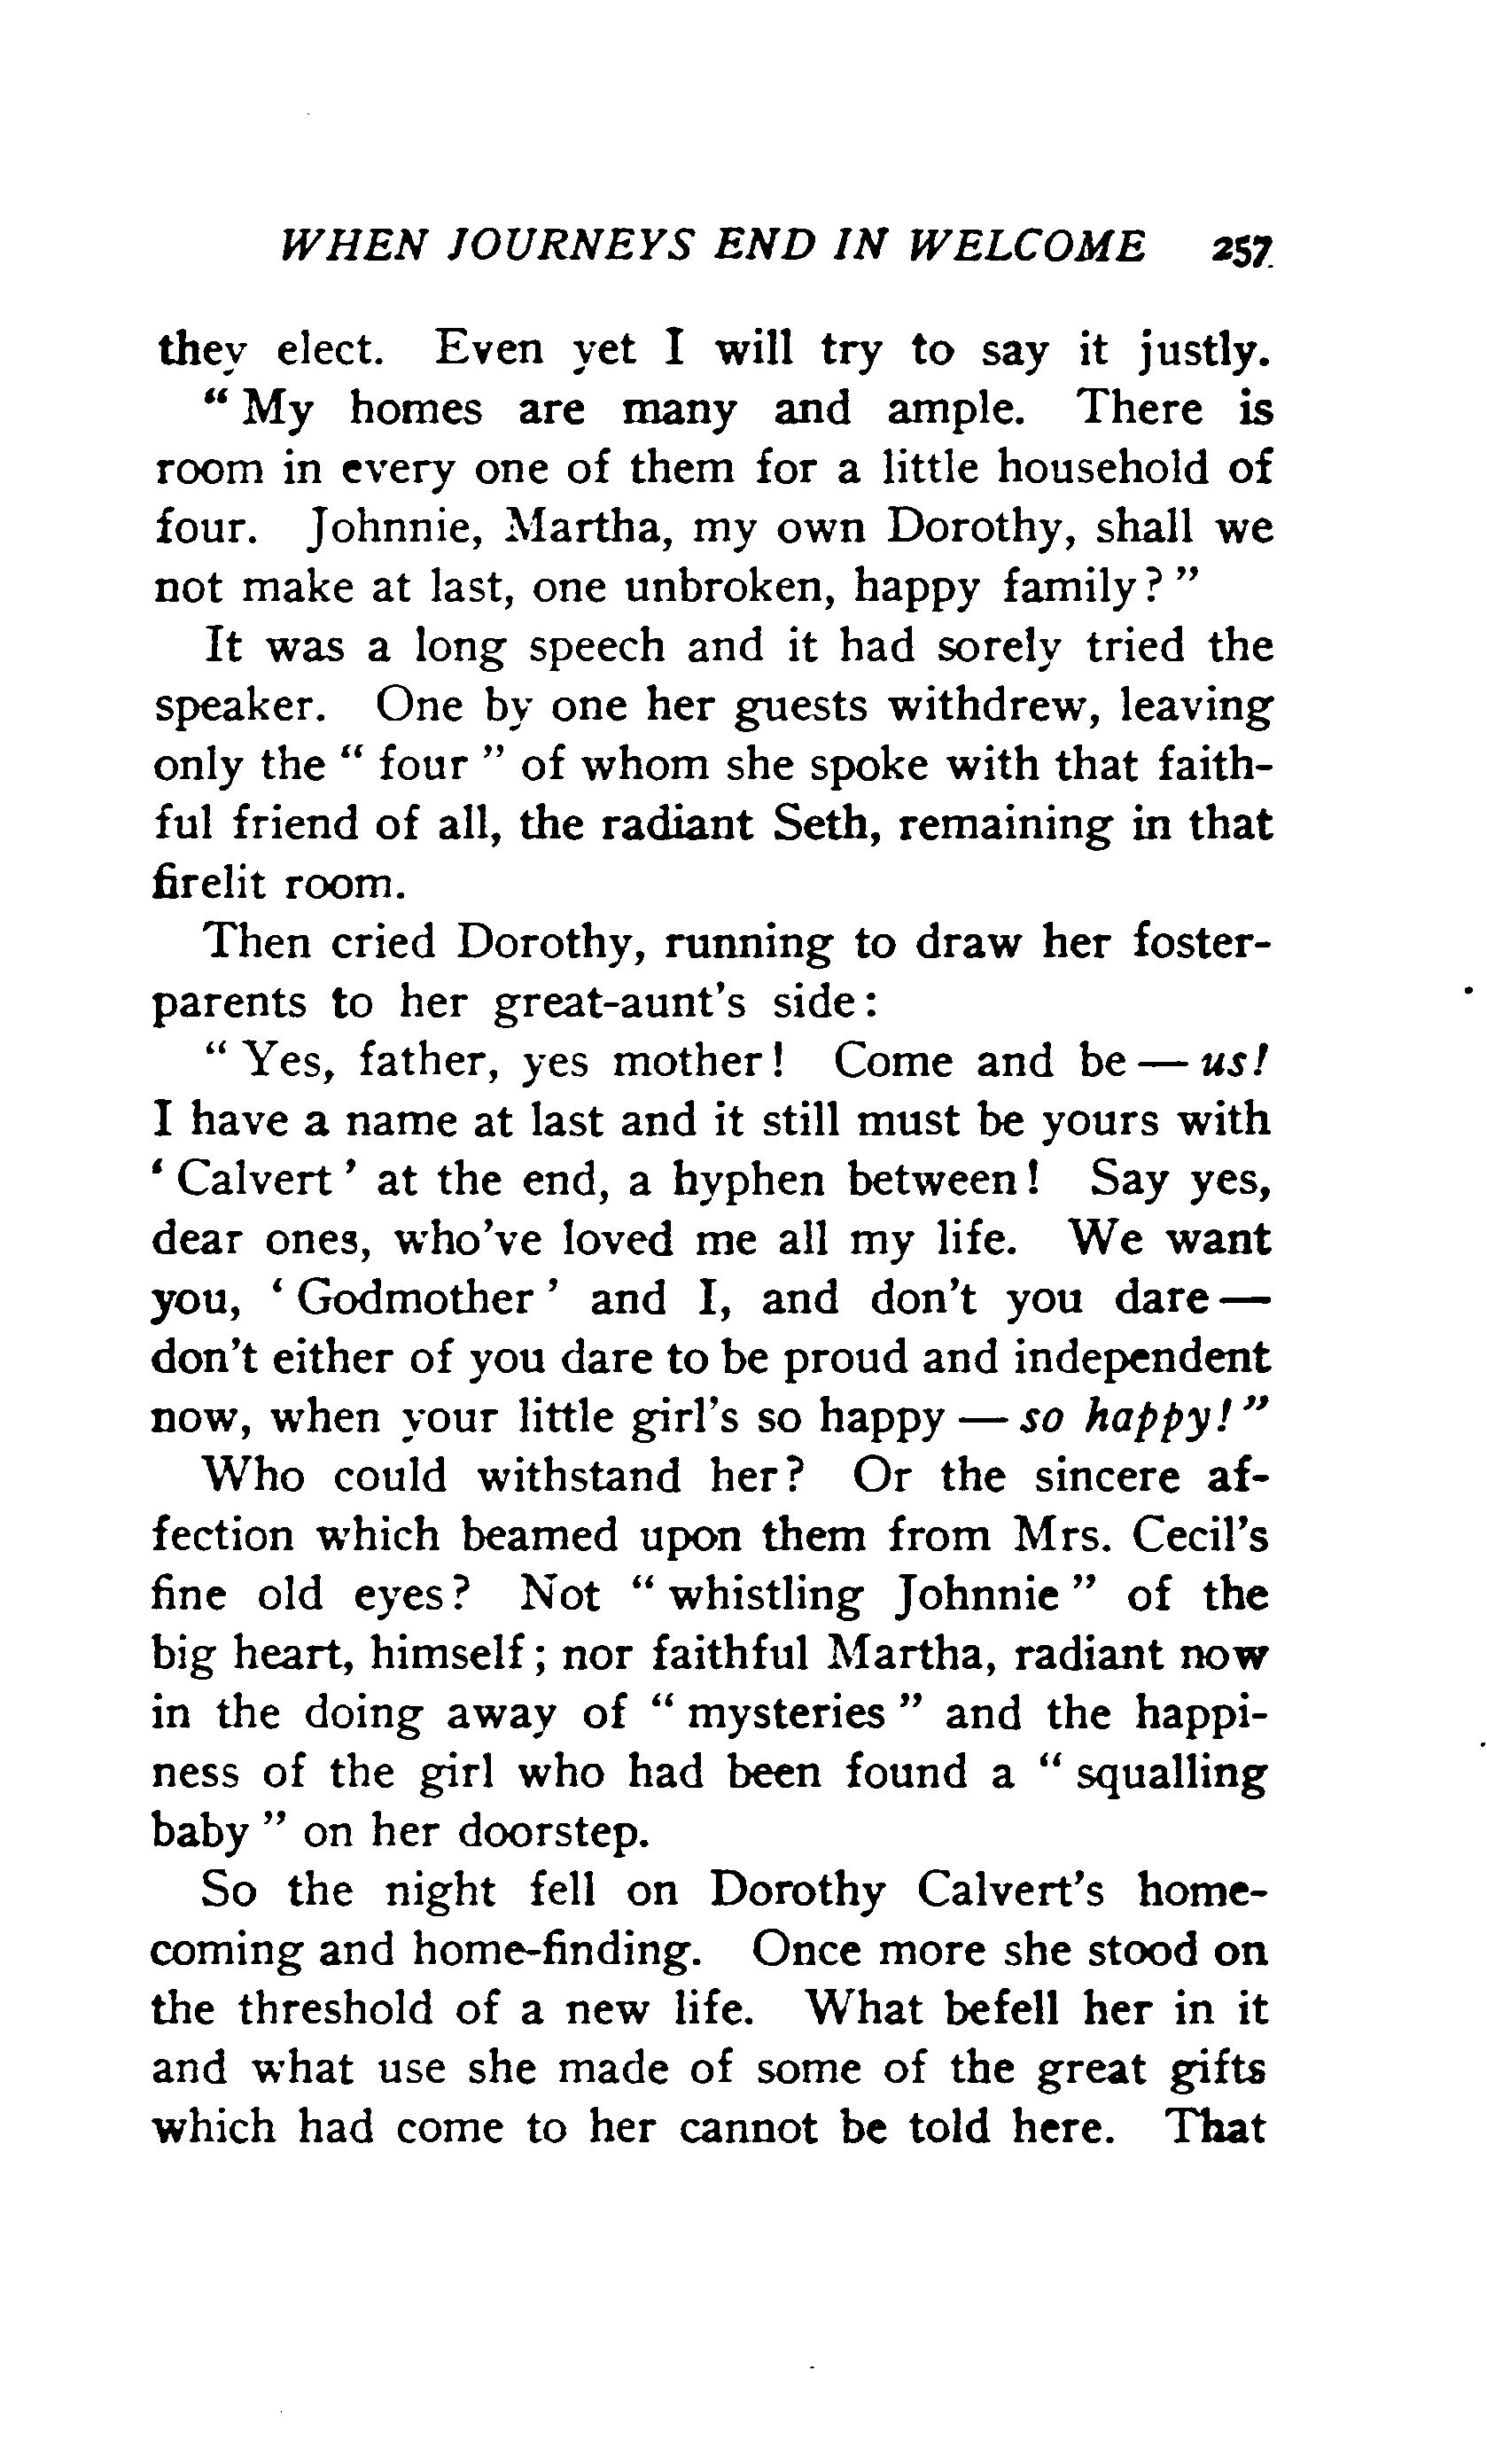 WHEN JOURNEYS END IN WELCOME 257
they elect. Even yet I will try to say it justly.
“ My homes are many and ample. There is
room in every one of them for a little household of
four. Johnnie, Martha, my own Dorothy, shall we
not make at last, one unbroken, happy family? ”
It was a long speech and it had sorely tried the
speaker. One by one her guests withdrew, leaving
only the “ four ” of whom she spoke with that faith-
ful friend of all, the radiant Seth, remaining in that
firelit room.
Then cried Dorothy, running to draw her foster-
parents to her great-aunt's side:
“ Yes, father, yes mother! Come and be — us!
I have a name at last and it still must be yours with
‘ Calvert ’ at the end, a hyphen between! Say yes,
dear ones, who've loved me all my life. We want
you, ‘ Godmother ’ and I, and don't you dare —
don't either of you dare to be proud and independent
now, when your little girl's so happy — so happy! ”
Who could withstand her? Or the sincere af-
fection which beamed upon them from Mrs. Cecil's
fine old eyes? Not “ whistling Johnnie ” of the
big heart, himself; nor faithful Martha, radiant now
in the doing away of “ mysteries ” and the happi-
ness of the girl who had been found a “ squalling
baby ” on her doorstep.
So the night fell on Dorothy Calvert's home-
coming and home-finding. Once more she stood on
the threshold of a new life. What befell her in it
and what use she made of some of the great gifts
which had come to her cannot be told here. That